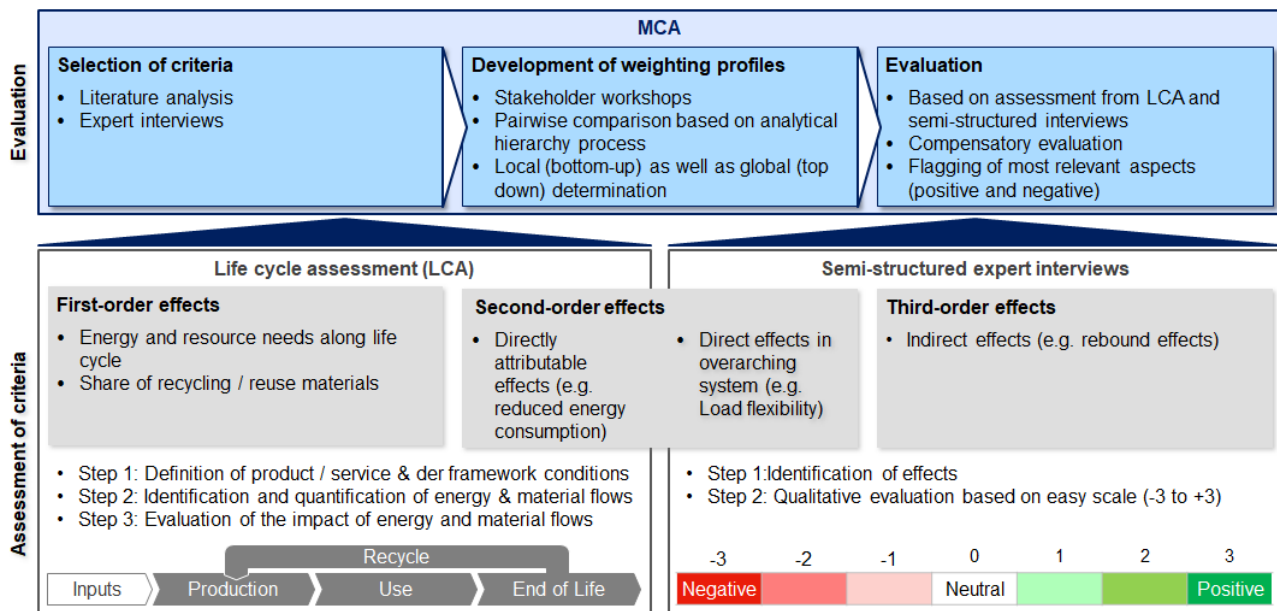 MCA
Evaluation
Selection of criteria
• Literature analysis
• Expert interviews
Development of weighting profiles
• Stakeholder workshops
• Pairwise comparison based on analytical
hierarchy process
• Local (bottom-up) as well as global (top
down) determination
Evaluation
• Based on assessment from LCA and
semi-structured interviews
• Compensatory evaluation
• Flagging of most relevant aspects
(positive and negative)
Assessment of criteria
Life cycle assessment (LCA)
First-order effects
• Energy and resource needs along life
cycle
• Share of recycling / reuse materials
Second-order effects
• Directly
attributable
effects (e.g.
reduced energy
consumption)
• Direct effects in
overarching
system (e.g.
Load flexibility)
• Step 1: Definition of product / service & der framework conditions
• Step 2: Identification and quantification of energy & material flows
• Step 3: Evaluation of the impact of energy and material flows
Recycle
Inputs
Production
Use
End of Life
Semi-structured expert interviews
Third-order effects
• Indirect effects (e.g. rebound effects)
• Step 1:Identification of effects
• Step 2: Qualitative evaluation based on easy scale (-3 to +3)
-3 -2 -1 0 1 2 3
Negative Neutral Positive